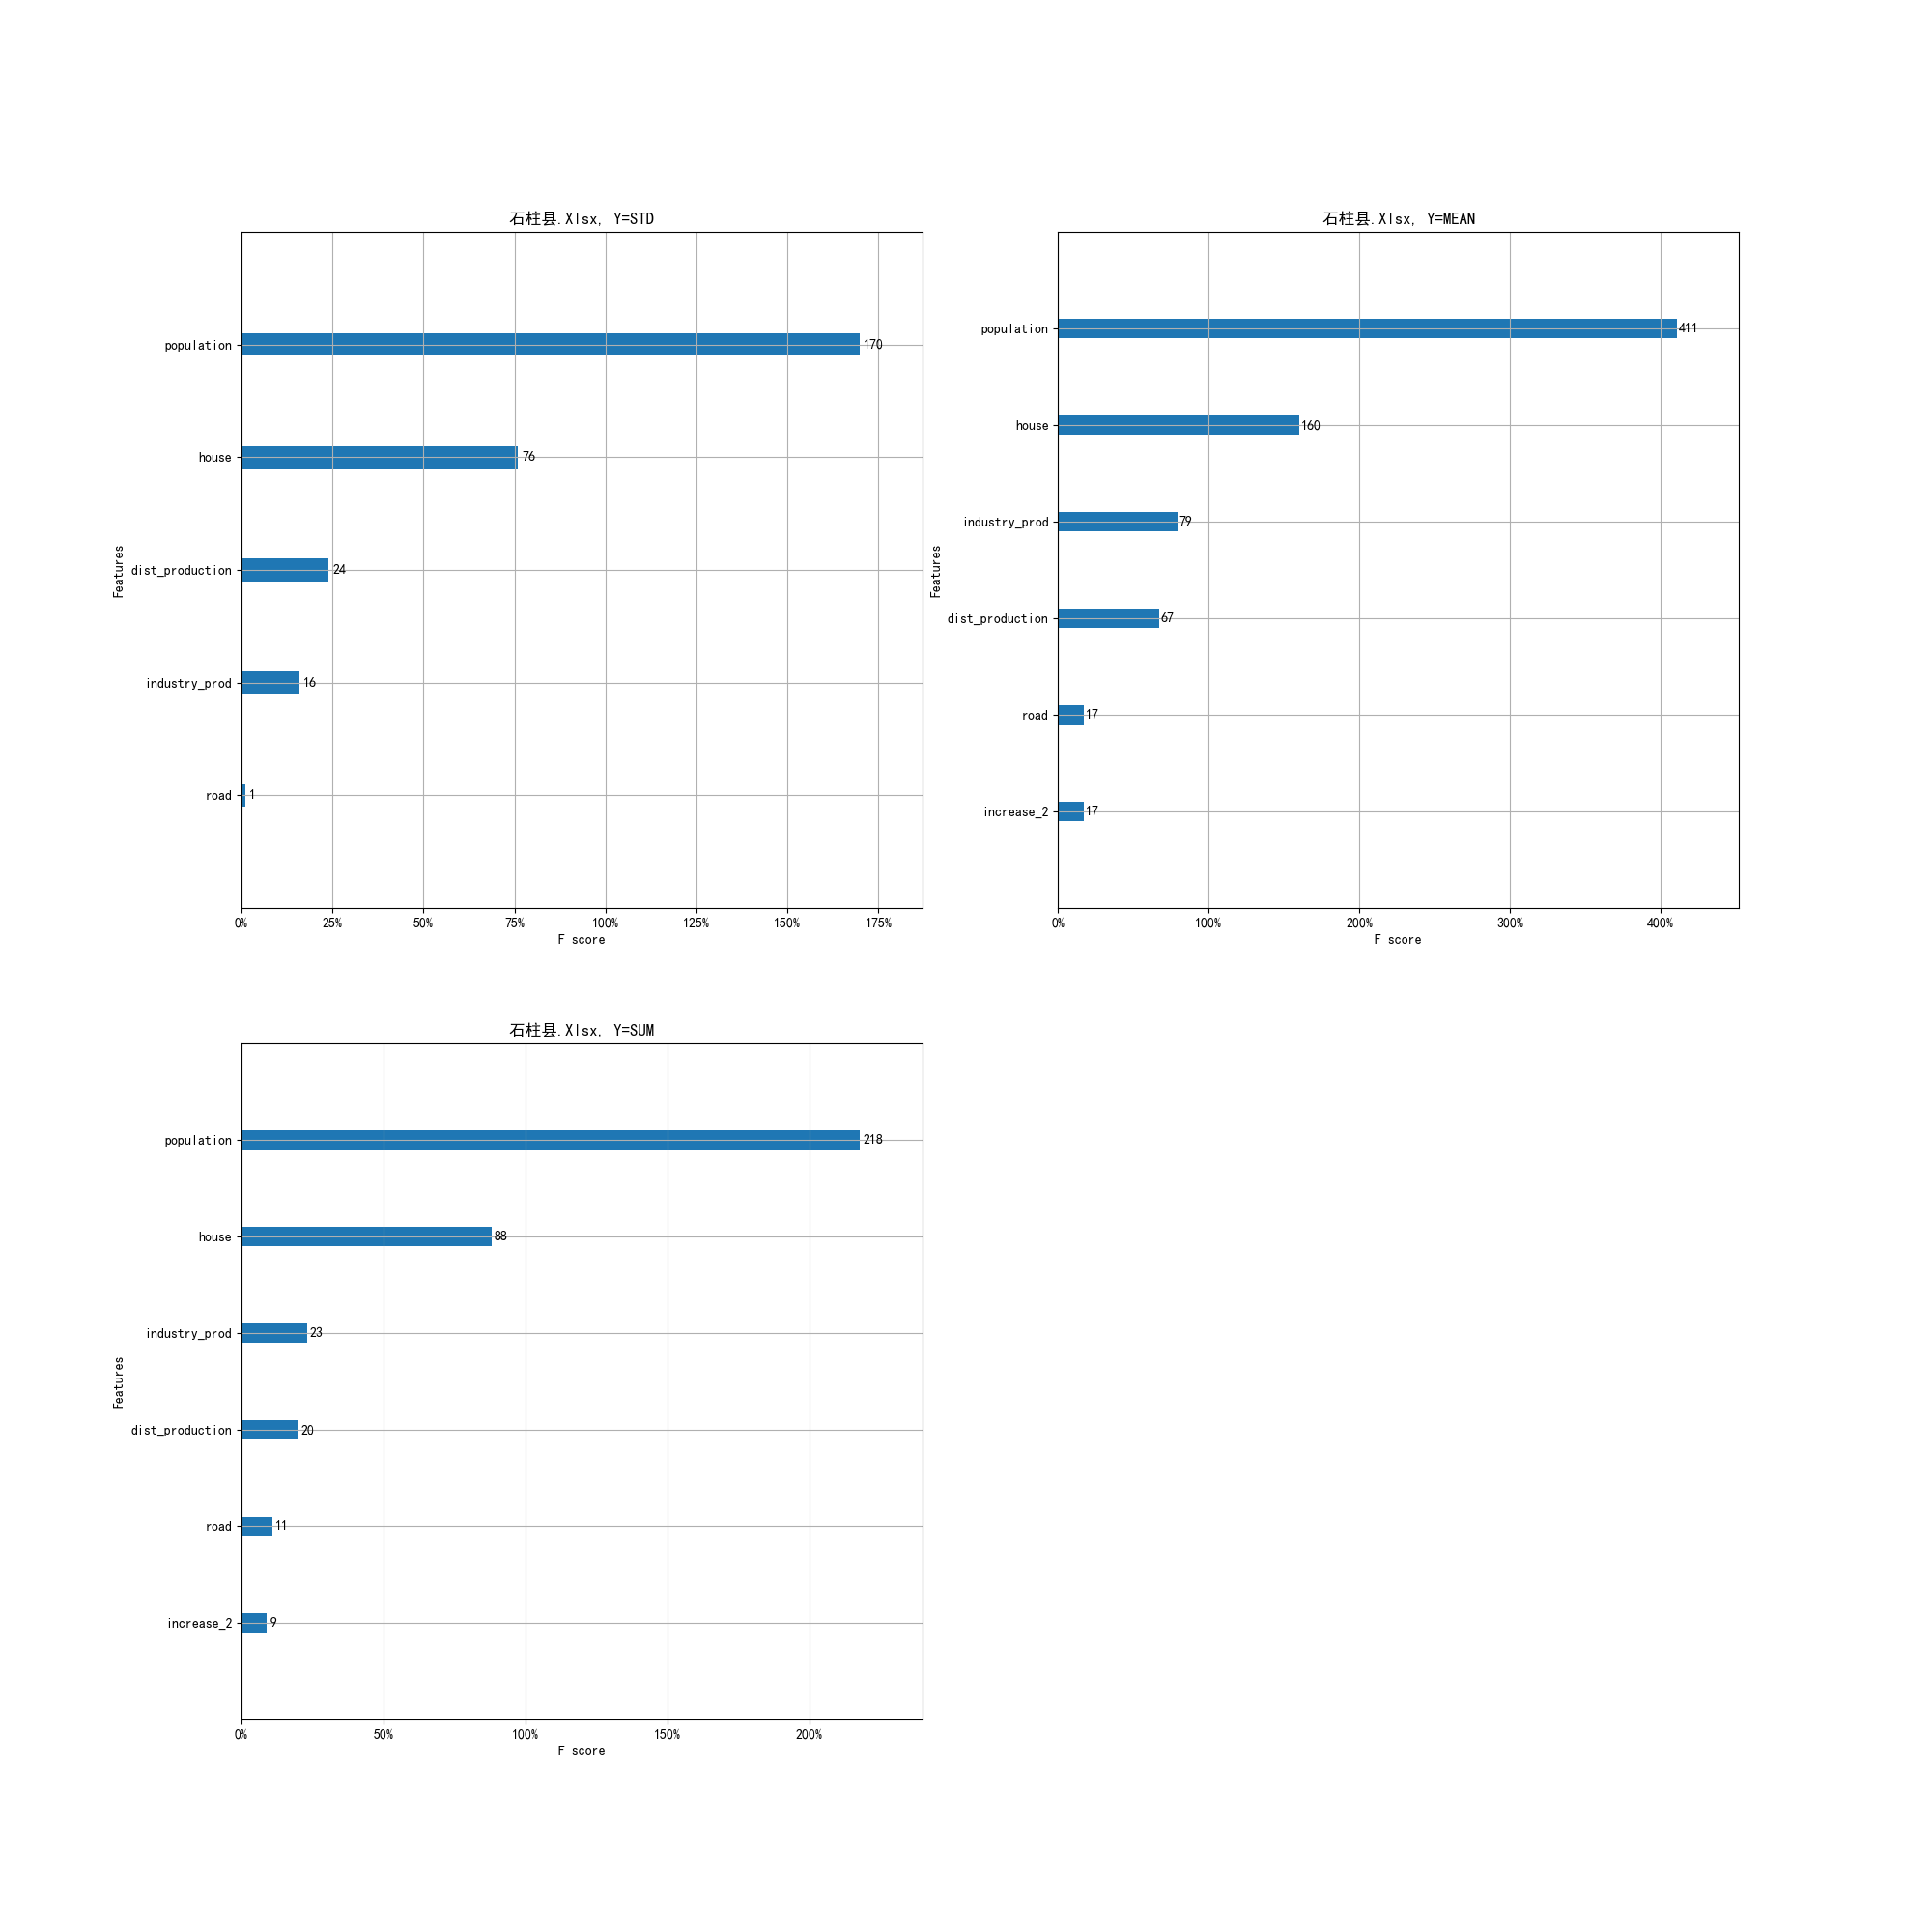 石柱县.Xlsx, Y=STD
population
170
house
76
dist_production
24
industry_prod
16
road
1
Features
0% 25% 50% 75% 100% 125% 150% 175%
F score
石柱县.Xlsx, Y=MEAN
population
411
house
160
industry_prod
79
dist_production
67
road
17
increase_2
17
Features
0% 100% 200% 300% 400%
F score
石柱县.Xlsx, Y=SUM
population
218
house
88
industry_prod
23
dist_production
20
road
11
increase_2
9
Features
0% 50% 100% 150% 200%
F score